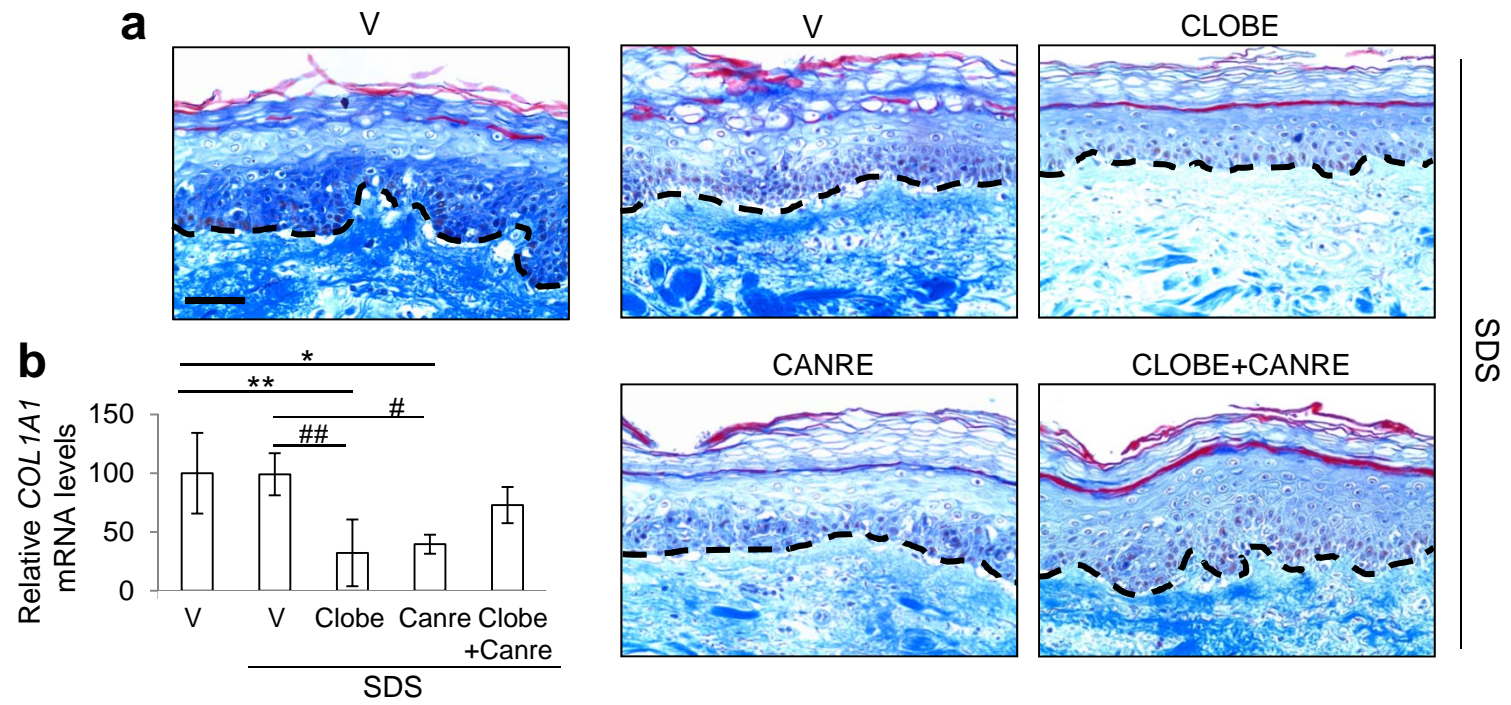 a
V
V
CLOBE
CANRE
CLOBE+CANRE
SDS
b
Relative COL1A1
mRNA levels
150
100
50
0
*
**
#
##
V
V
Clobe
Canre
Clobe
+Canre
SDS